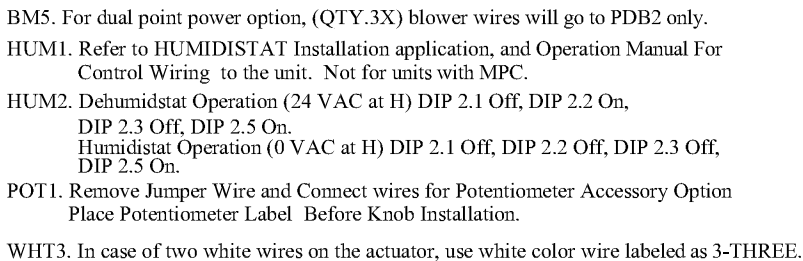 BM5. For dual point power option, (QTY.3X) blower wires will go to PDB2 only.
HUM1. Refer to HUMIDISTAT Installation application, and Operation Manual For
Control Wiring to the unit. Not for units with MPC.
HUM2. Dehumidstat Operation (24 VAC at H) DIP 2.1 Off, DIP 2.2 On,
DIP 2.3 Off, DIP 2.5 On.
Humidistat Operation (0 VAC at H) DIP 2.1 Off, DIP 2.2 Off, DIP 2.3 Off,
DIP 2.5 On.
POT1. Remove Jumper Wire and Connect wires for Potentiometer Accessory Option
Place Potentiometer Label Before Knob Installation.
WHT3. In case of two white wires on the actuator, use white color wire labeled as 3-THREE.